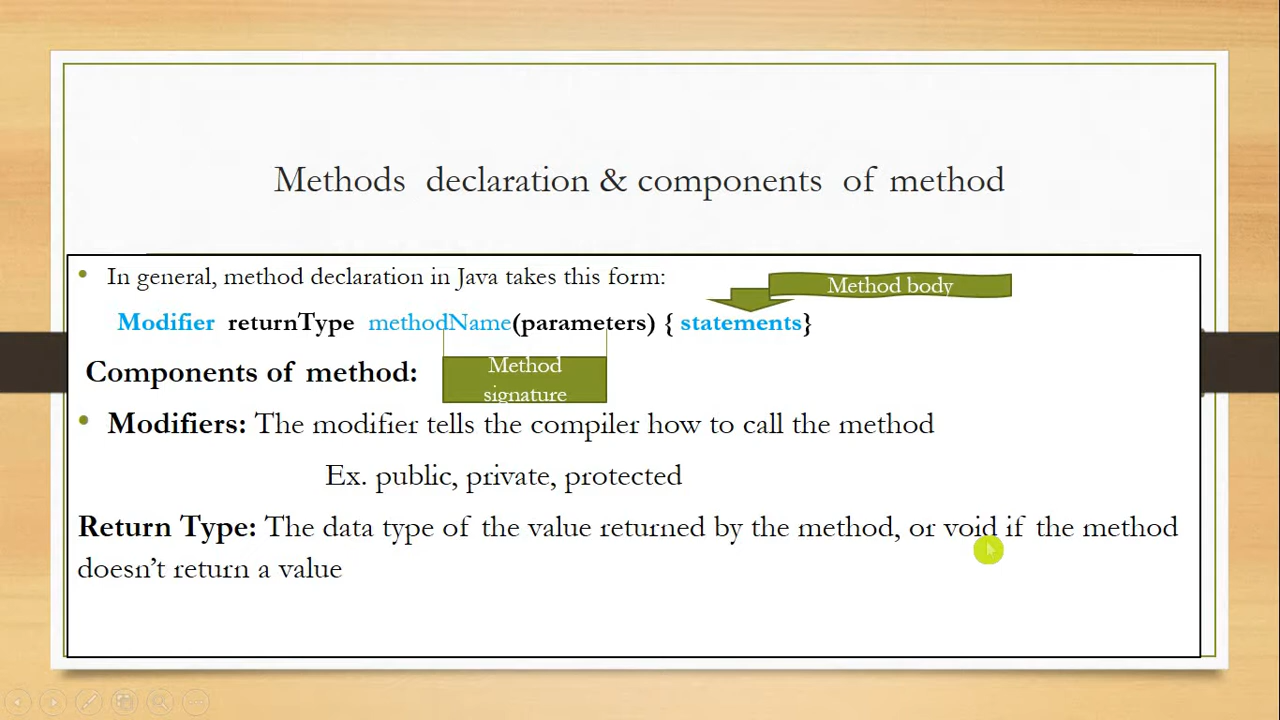 Methods declaration & components of method
• In general, method declaration in Java takes this form:
Method body
Modifier returnType methodName(parameters) { statements}
Components of method:
Method
signature
• Modifiers: The modifier tells the compiler how to call the method
Ex. public, private, protected
Return Type: The data type of the value returned by the method, or void if the method
doesn’t return a value